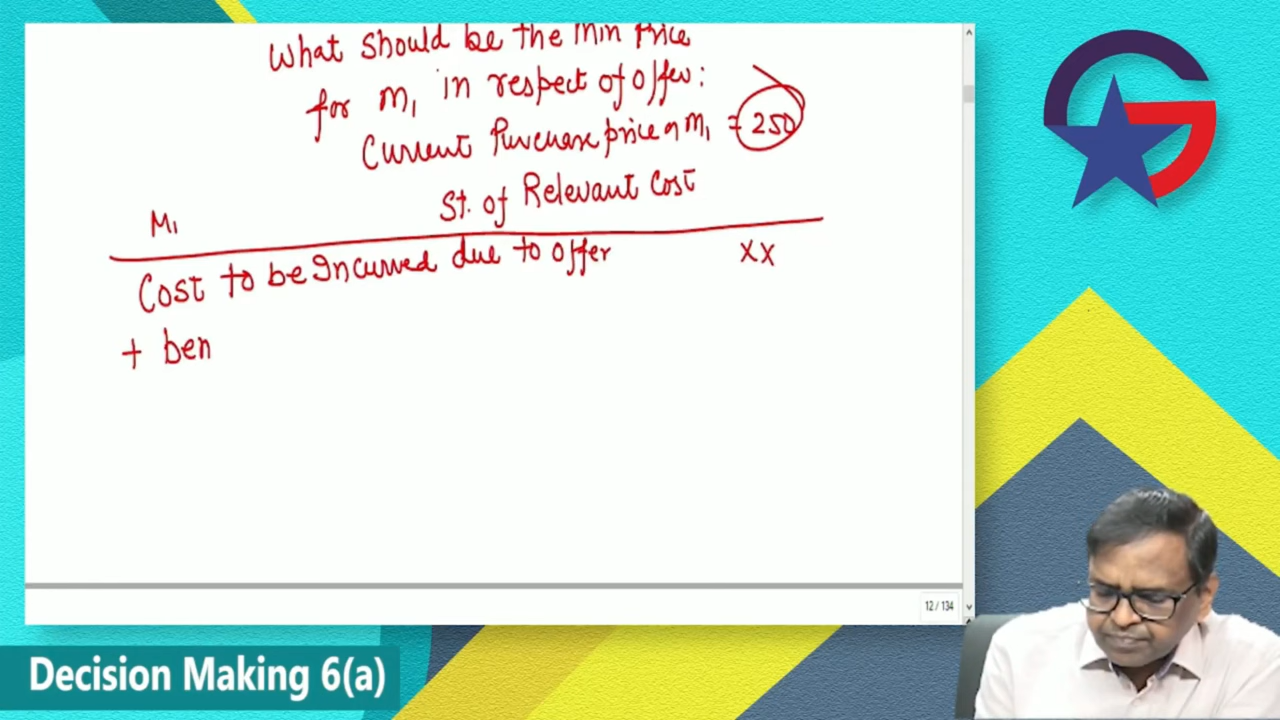 What should be the Min Price
for M1 in respect of offer:
Current Purchase price of M1 = 250
St. of Relevant Cost
M1
Cost to be Incurred due to offer XX
+ ben
12 / 134
Decision Making 6(a)